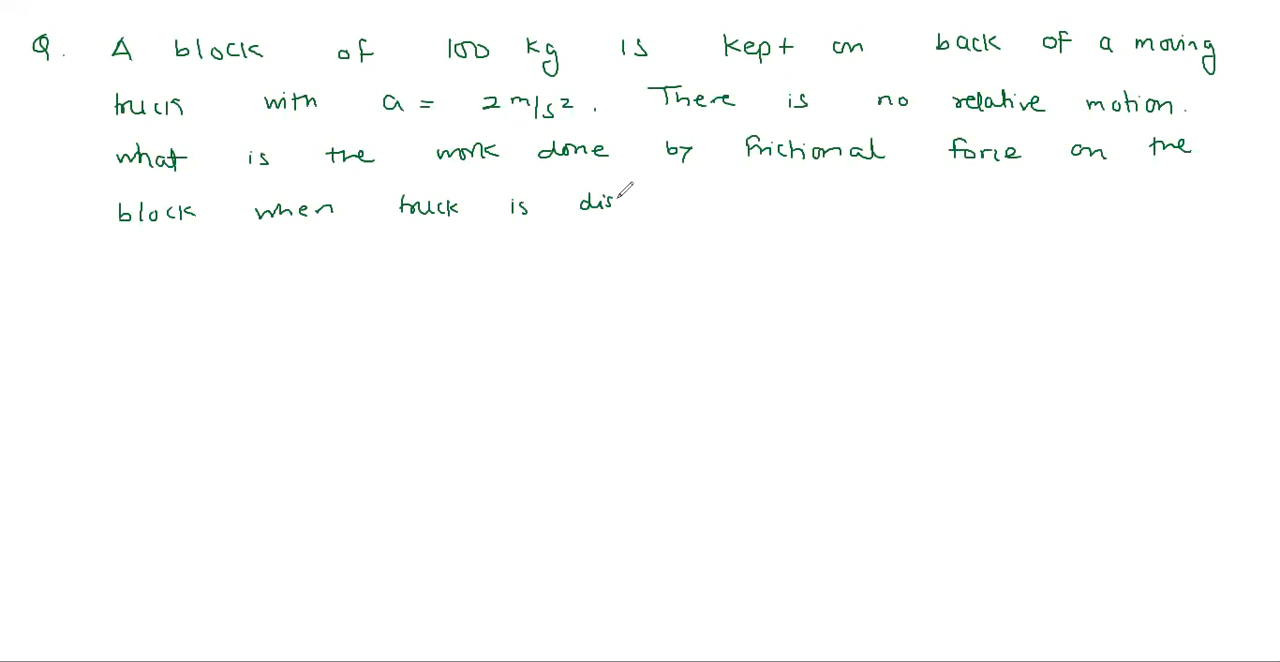 Q. A block of 100 kg is kept on back of a moving
truck with a = 2 m/s2. There is no relative motion.
what is the work done by frictional force on the
block when truck is dis